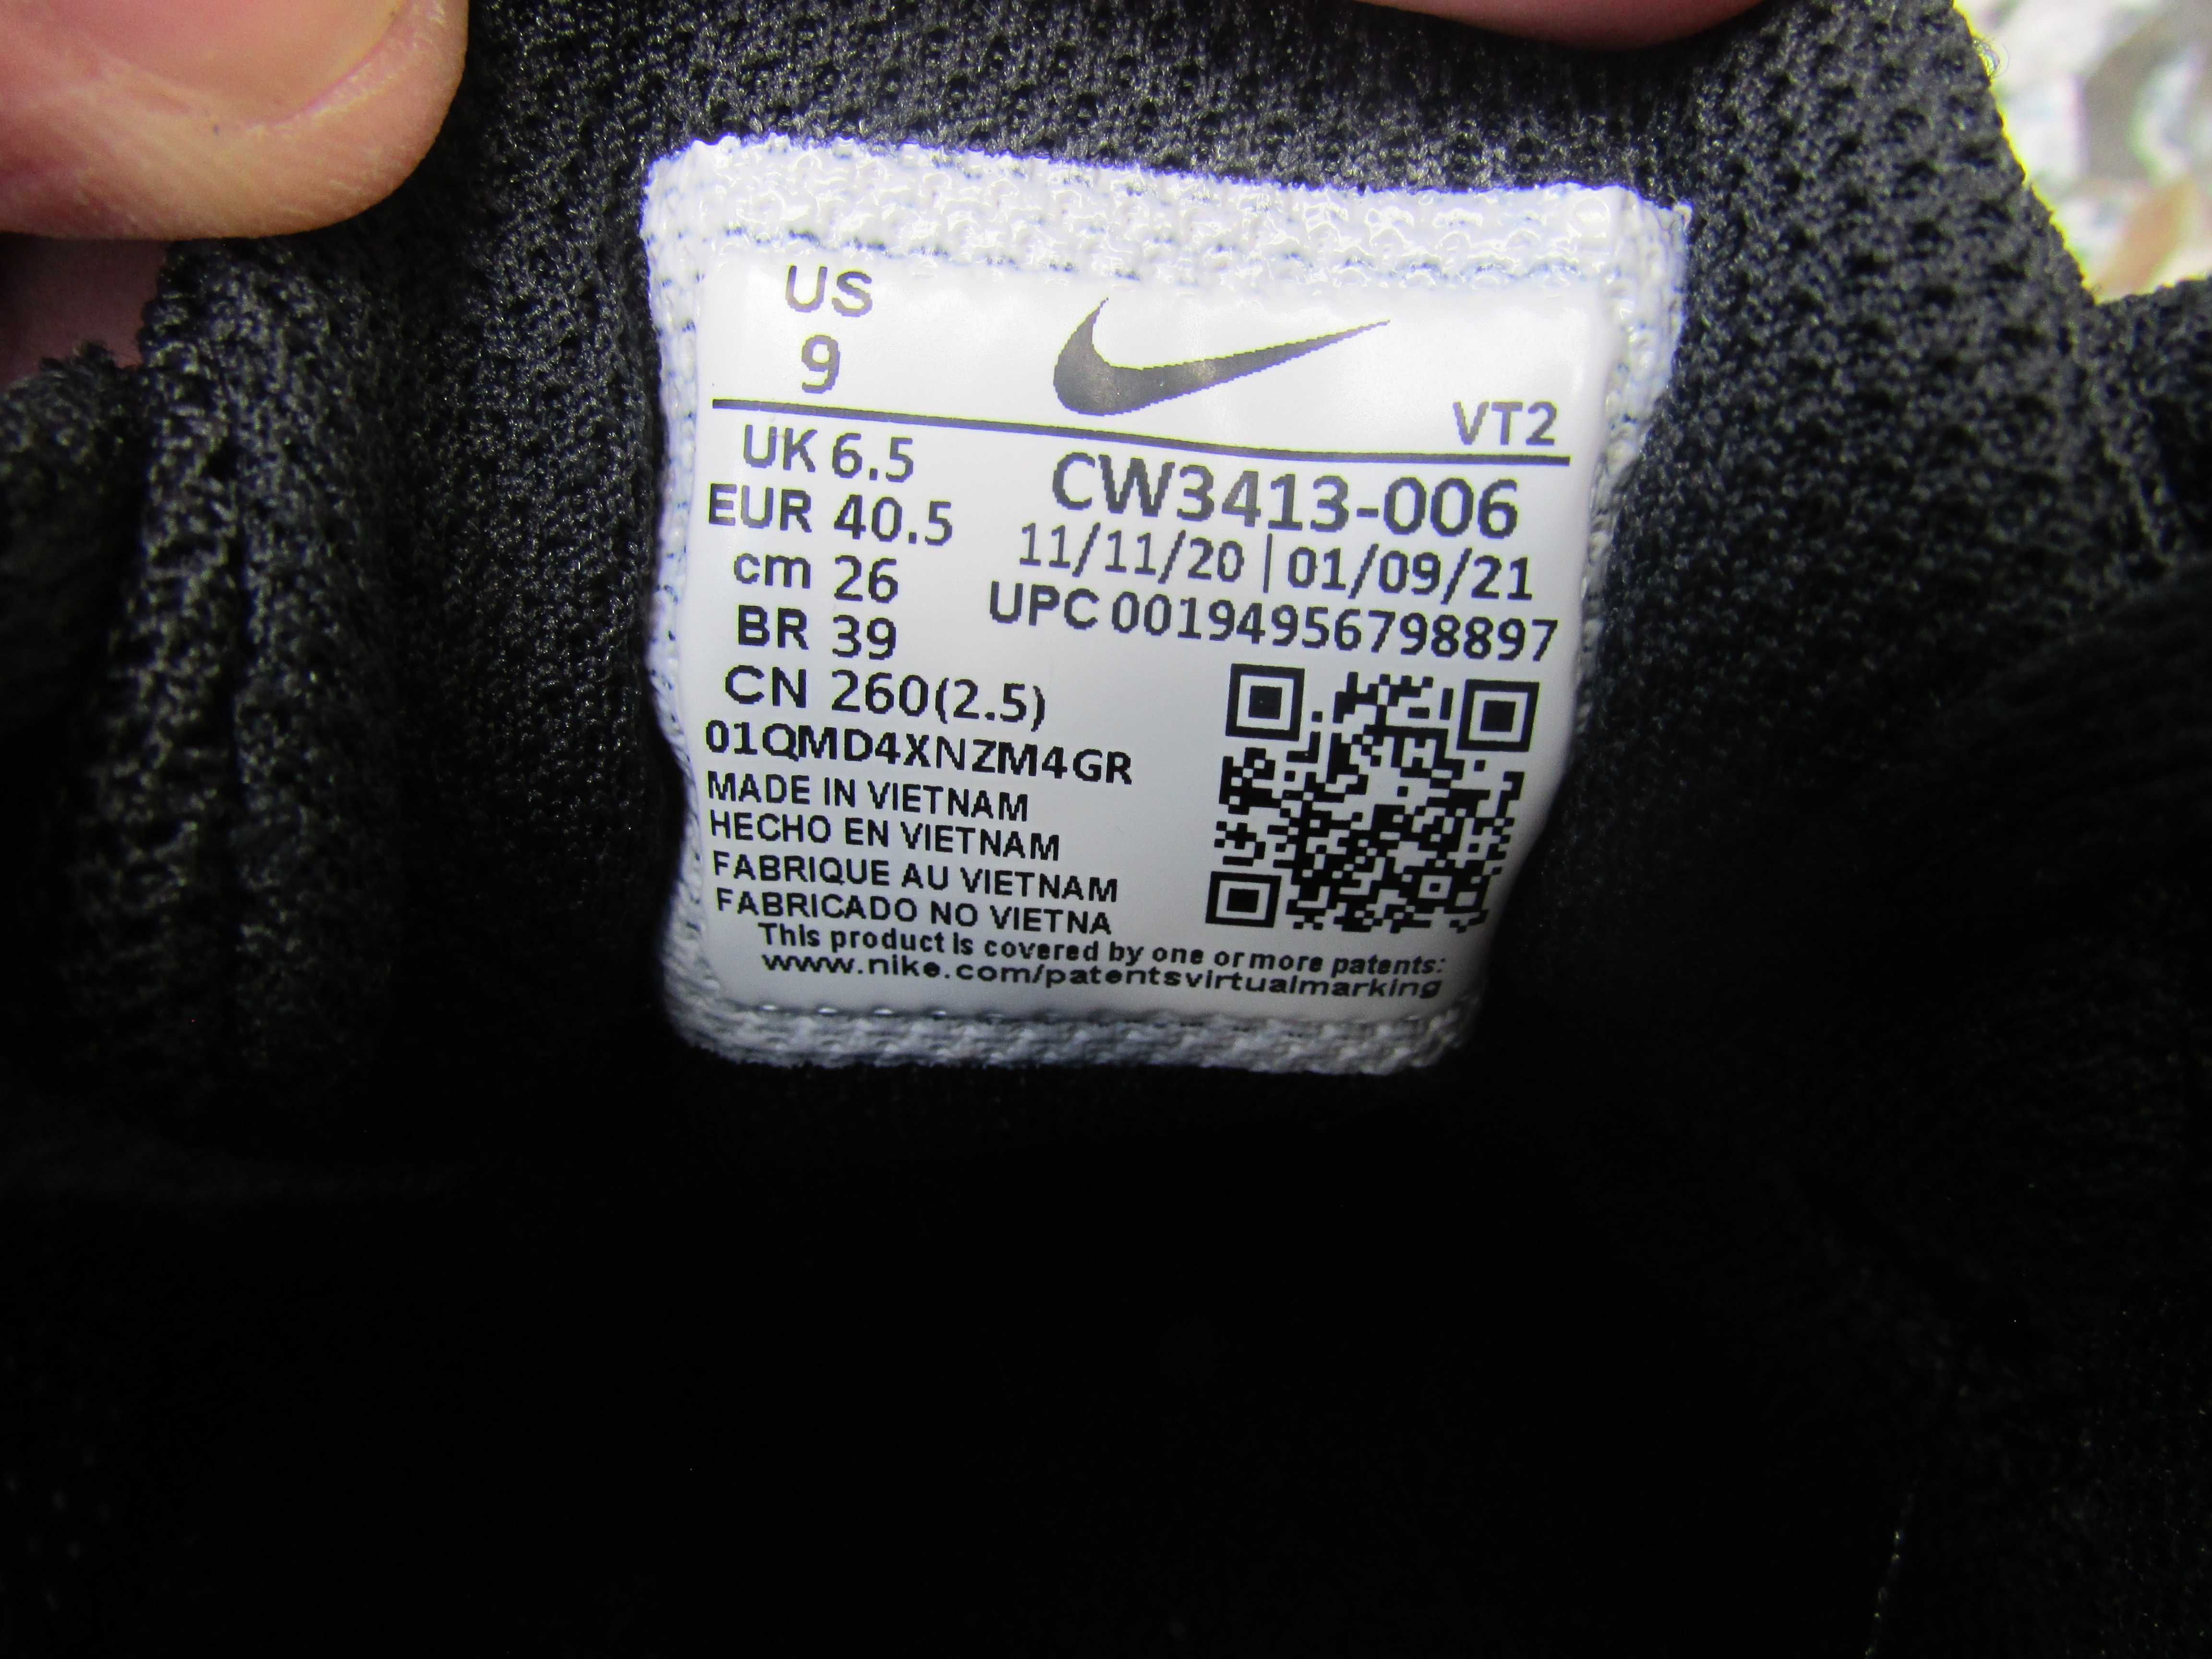 US
9
VT2
UK 6.5
EUR 40.5
cm 26
BR 39
CN 260(2.5)
CW3413-006
11/11/20 | 01/09/21
UPC 00194956798897
01QMD4XNZM4GR
MADE IN VIETNAM
HECHO EN VIETNAM
FABRIQUE AU VIETNAM
FABRICADO NO VIETNA
This product is covered by one or more patents:
www.nike.com/patentsvirtualmarking